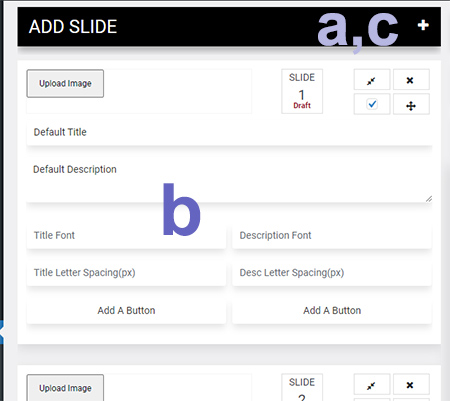 ADD SLIDE a,c +
Upload Image
SLIDE
1
Draft
Default Title
Default Description
b
Title Font Description Font
Title Letter Spacing(px) Desc Letter Spacing(px)
Add A Button Add A Button
Upload Image
SLIDE
2